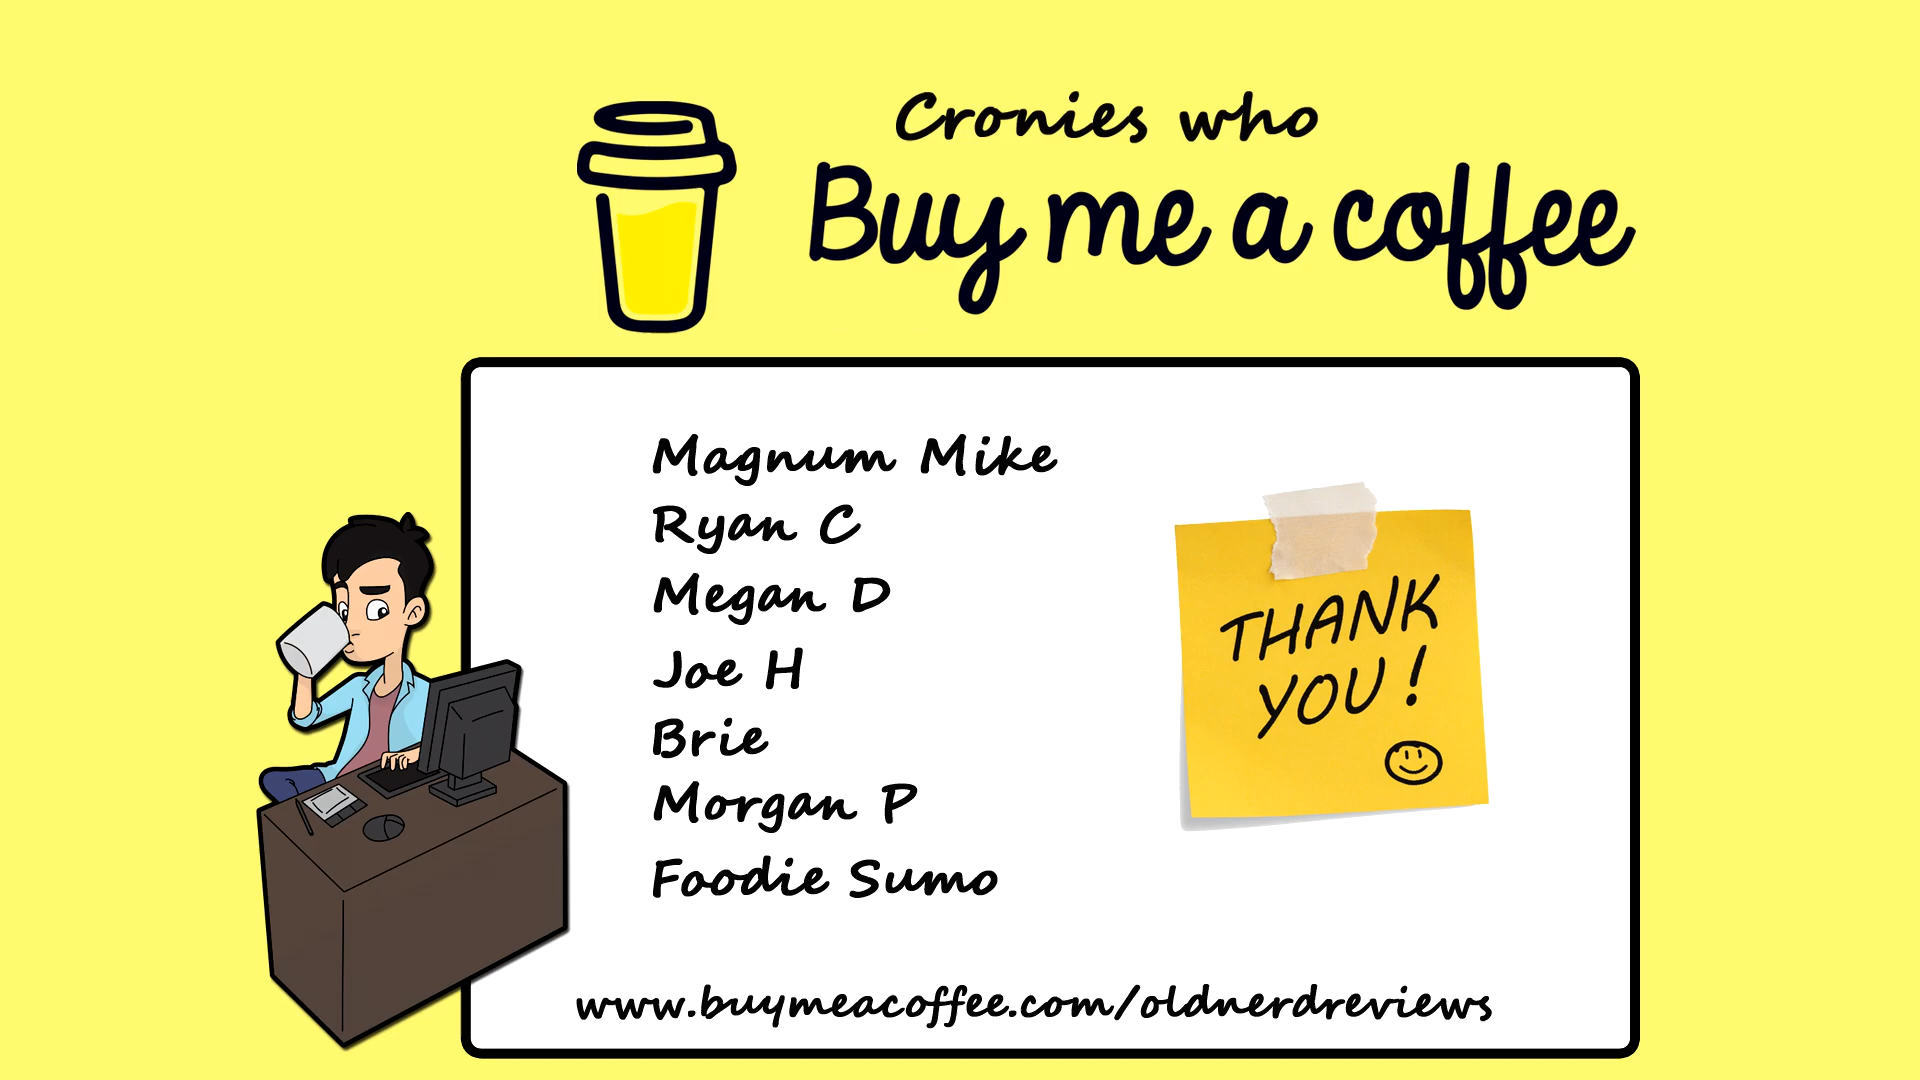 Cronies who
Buy me a coffee
Magnum Mike
Ryan C
Megan D
Joe H
Brie
Morgan P
Foodie Sumo
THANK
YOU!
www.buymeacoffee.com/oldnerdreviews